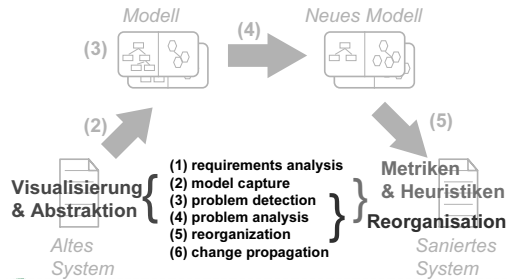 Modell
Neues Modell
(3)
(4)
(2)
(5)
(1) requirements analysis
(2) model capture
(3) problem detection
(4) problem analysis
(5) reorganization
(6) change propagation
Visualisierung
& Abstraktion
Metriken
& Heuristiken
Reorganisation
Altes
System
Saniertes
System